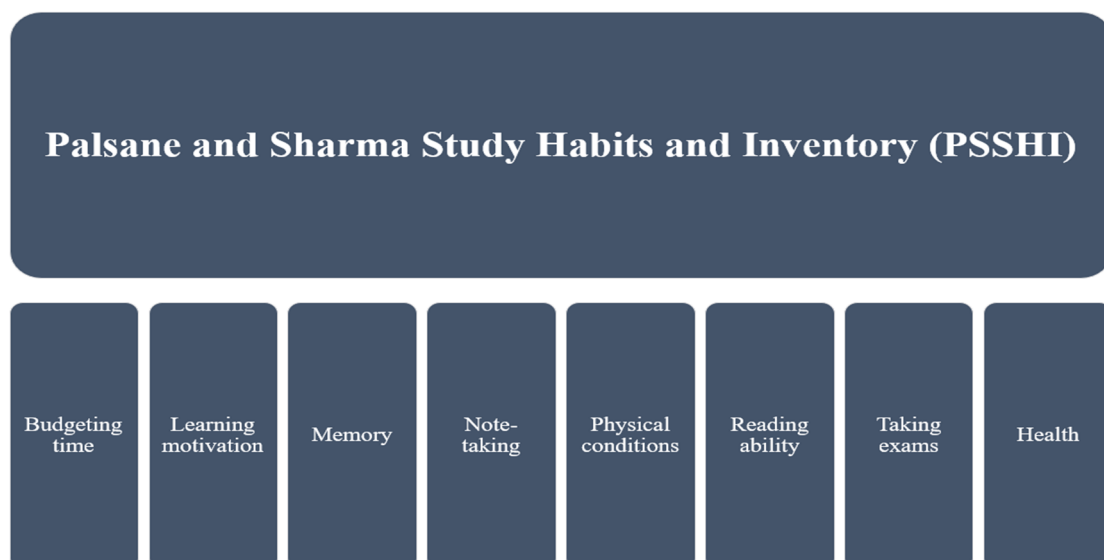 Palsane and Sharma Study Habits and Inventory (PSSHI)
Budgeting
time
Learning
motivation
Memory
Note-
taking
Physical
conditions
Reading
ability
Taking
exams
Health